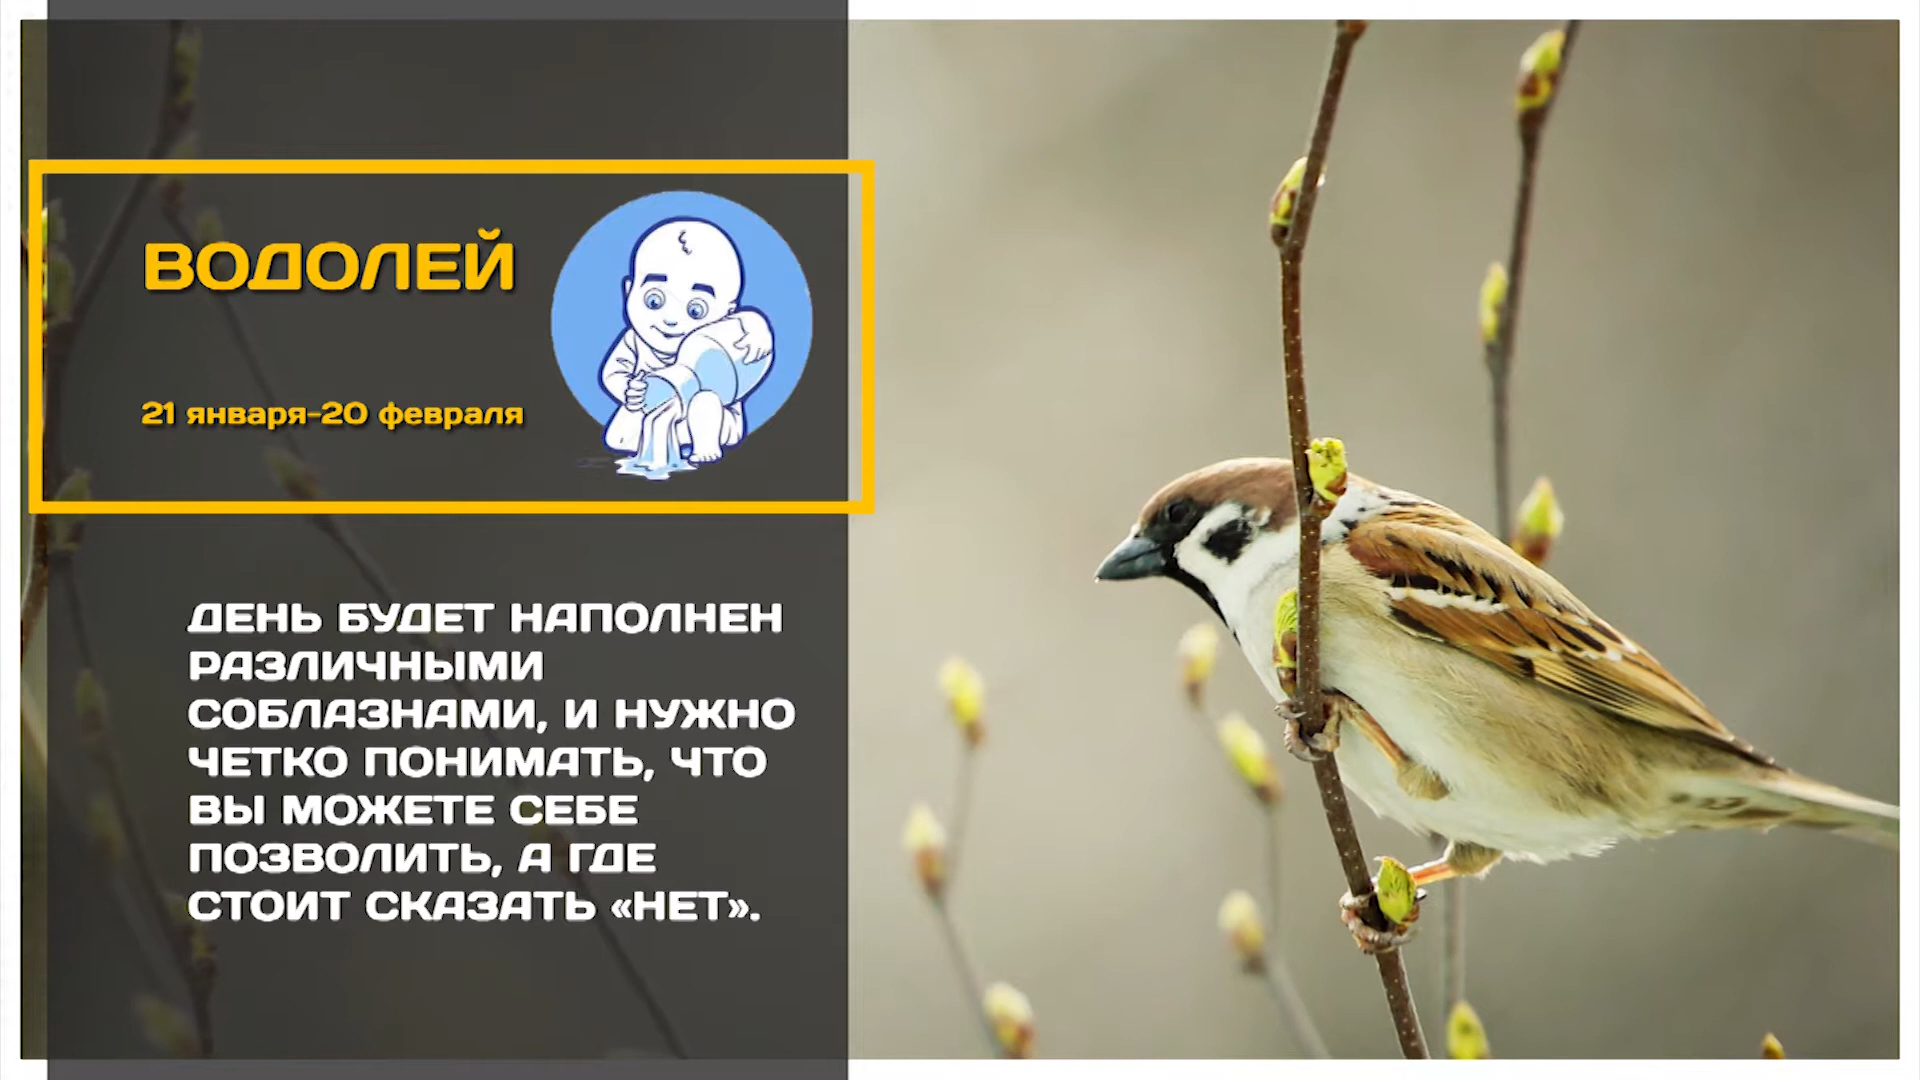 ВОДОЛЕЙ
21 января-20 февраля
ДЕНЬ БУДЕТ НАПОЛНЕН
РАЗЛИЧНЫМИ
СОБЛАЗНАМИ, И НУЖНО
ЧЕТКО ПОНИМАТЬ, ЧТО
ВЫ МОЖЕТЕ СЕБЕ
ПОЗВОЛИТЬ, А ГДЕ
СТОИТ СКАЗАТЬ «НЕТ».